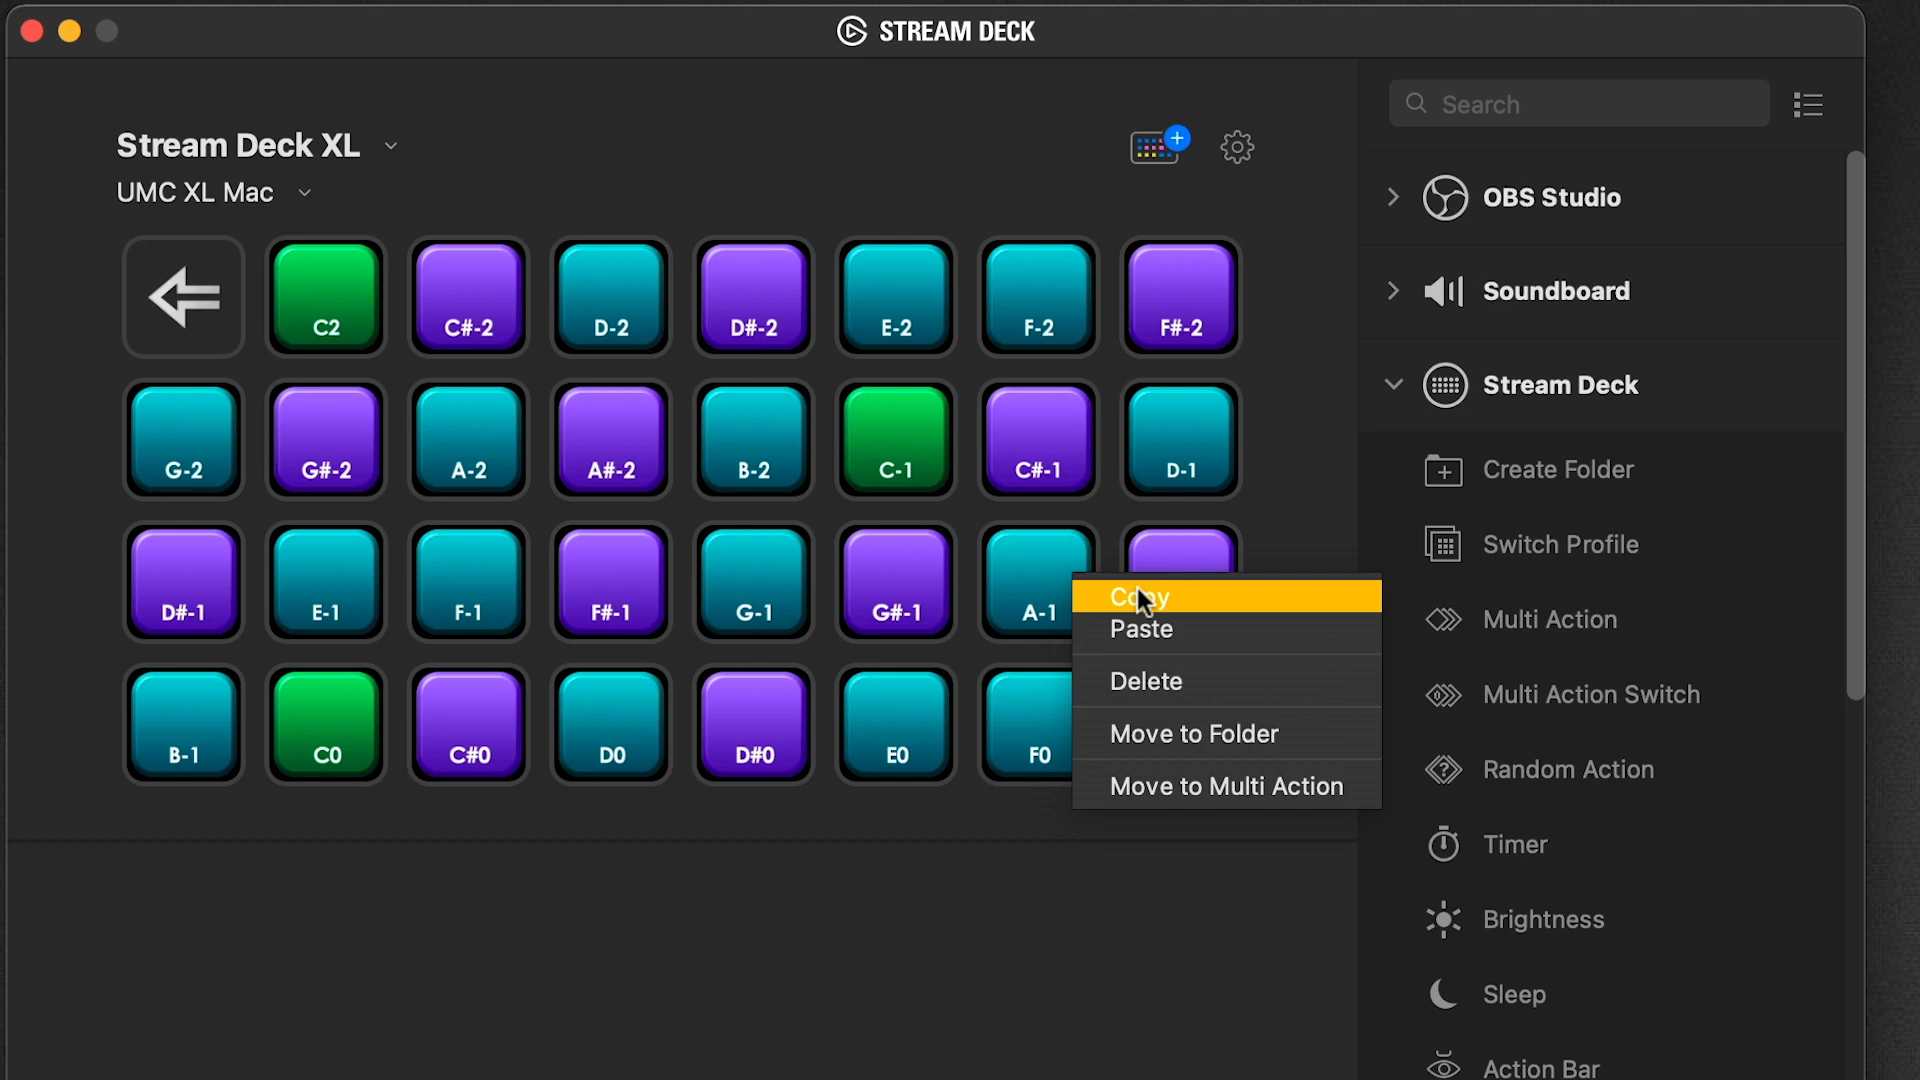 STREAM DECK
Search
Stream Deck XL
UMC XL Mac
OBS Studio
C2 C#-2 D-2 D#-2 E-2 F-2 F#-2
Soundboard
Stream Deck
G-2 G#-2 A-2 A#-2 B-2 C-1 C#-1 D-1
Create Folder
Switch Profile
D#-1 E-1 F-1 F#-1 G-1 G#-1 A-1
Copy
Paste
Delete
Move to Folder
Move to Multi Action
Multi Action
Multi Action Switch
B-1 C0 C#0 D0 D#0 E0 F0
Random Action
Timer
Brightness
Sleep
Action Bar